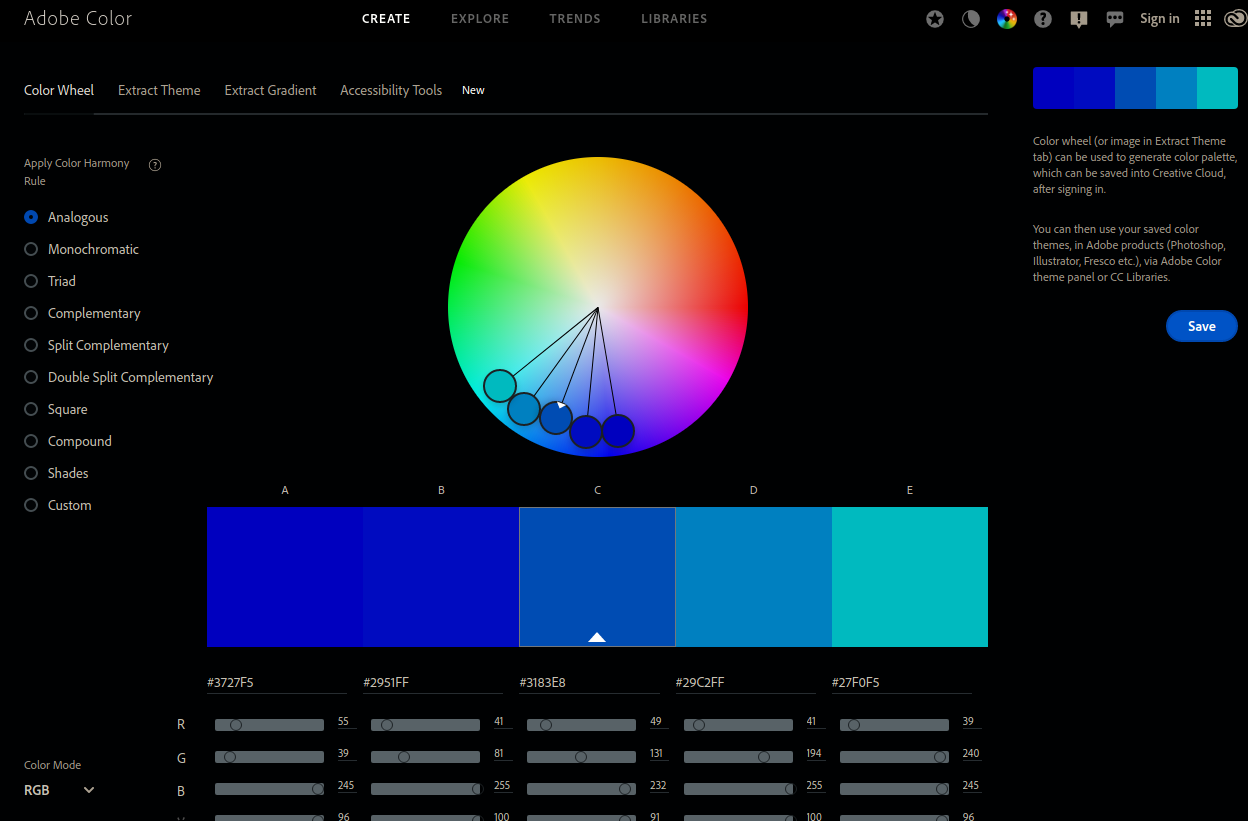 Adobe Color
CREATE
EXPLORE
TRENDS
LIBRARIES
Sign in
Color Wheel
Extract Theme
Extract Gradient
Accessibility Tools
New
Apply Color Harmony
Rule
Analogous
Monochromatic
Triad
Complementary
Split Complementary
Double Split Complementary
Square
Compound
Shades
Custom
Color wheel (or image in Extract Theme
tab) can be used to generate color palette,
which can be saved into Creative Cloud,
after signing in.
You can then use your saved color
themes, in Adobe products (Photoshop,
Illustrator, Fresco etc.), via Adobe Color
theme panel or CC Libraries.
Save
A B C D E
#3727F5 #2951FF #3183E8 #29C2FF #27F0F5
R 55 41 49 41 39
G 39 81 131 194 240
B 245 255 232 255 245
96 100 91 100 96
Color Mode
RGB